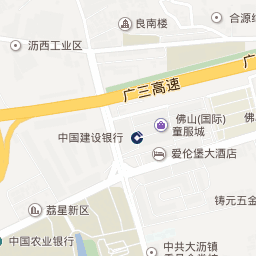 良南楼
合源
沥西工业区
广
广三高速
佛山(国际)
童服城
佛
中国建设银行
爱伦堡大酒店
铸元五金
荔星新区
中国农业银行
中共大沥镇